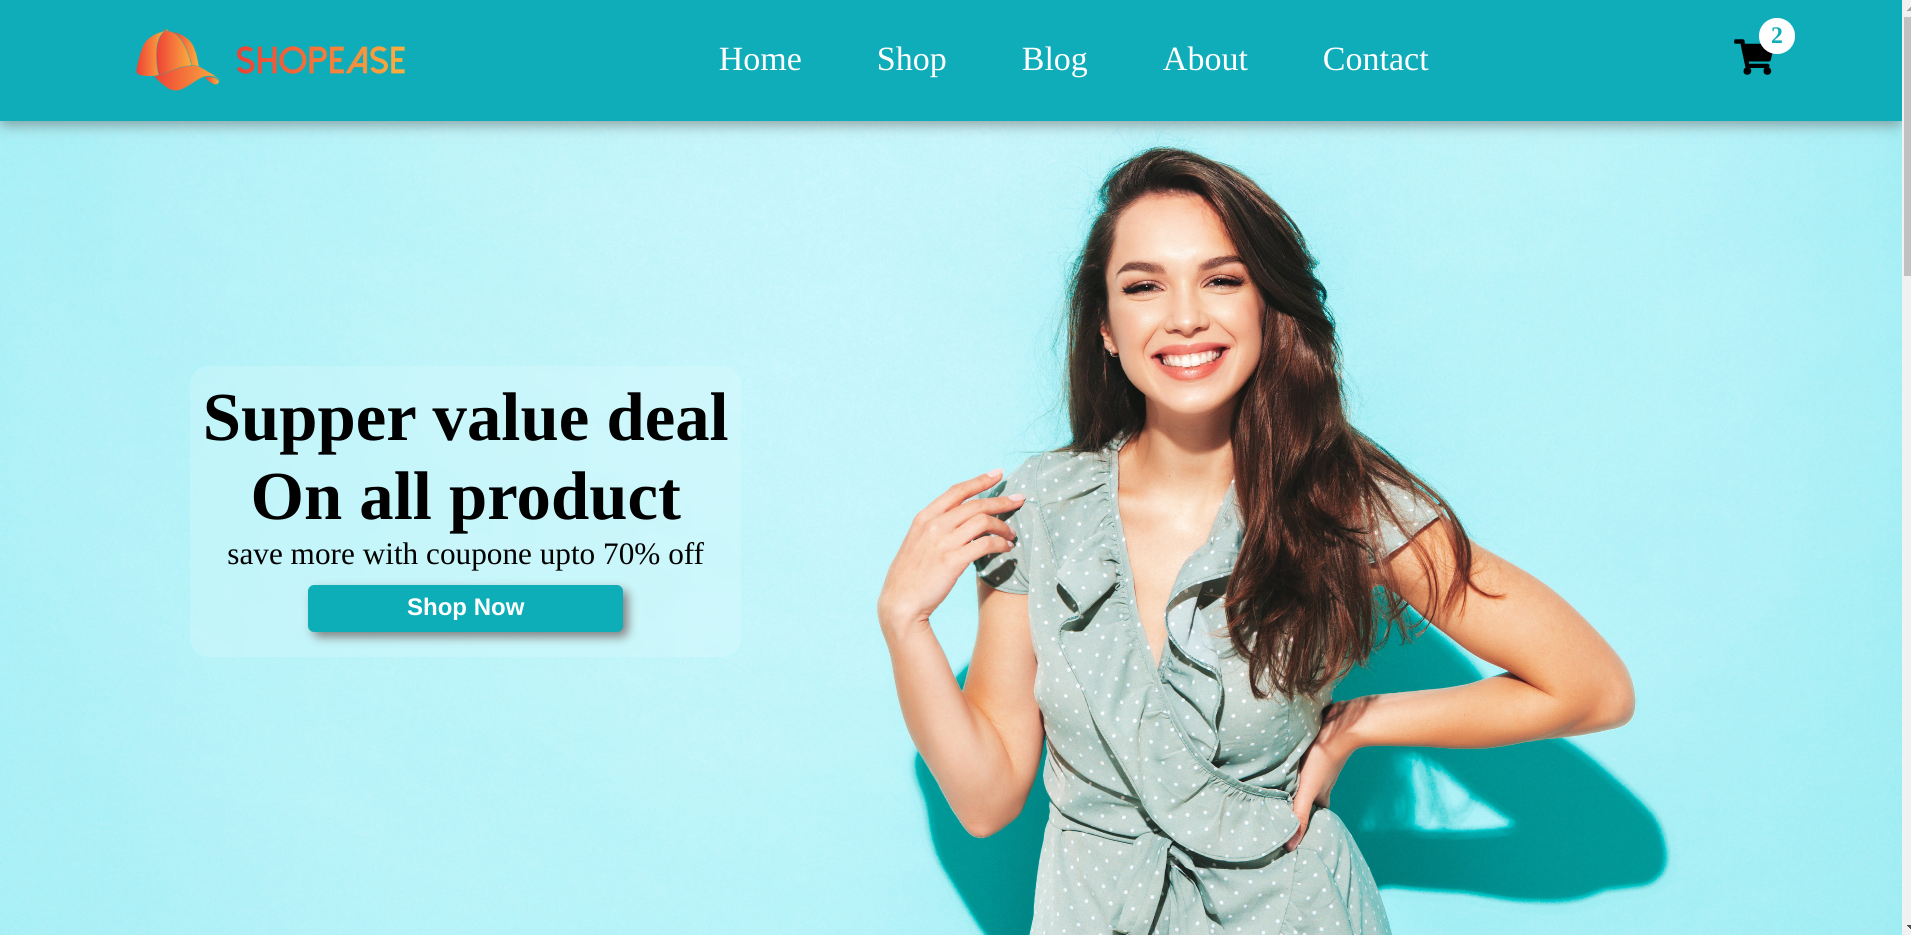 SHOPEASE
Home Shop Blog About Contact
2
Supper value deal
On all product
save more with coupone upto 70% off
Shop Now